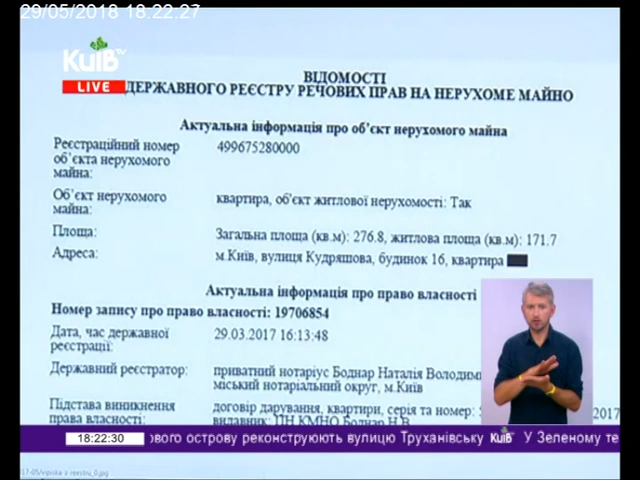 29/05/2018 18:22:27
КиЇВ TV
LIVE
ВІДОМОСТІ
ДЕРЖАВНОГО РЕЄСТРУ РЕЧОВИХ ПРАВ НА НЕРУХОМЕ МАЙНО
Актуальна інформація про об'єкт нерухомого майна
Реєстраційний номер 499675280000
об'єкта нерухомого
майна:
Об'єкт нерухомого квартира, об'єкт житлової нерухомості: Так
майна:
Площа: Загальна площа (кв.м): 276.8, житлова площа (кв.м): 171.7
Адреса: м.Київ, вулиця Кудряшова, будинок 16, квартира
Актуальна інформація про право власності
Номер запису про право власності: 19706854
Дата, час державної 29.03.2017 16:13:48
реєстрації:
Державний реєстратор: приватний нотаріус Боднар Наталія Володими
міський нотаріальний округ, м.Київ
Підстава виникнення договір дарування, квартири, серія та номер: 2017
права власності: видавник: ПН КМНО Боднар Н.В.
18:22:30 ового острову реконструюють вулицю Труханівську КиЇВ У Зеленому те